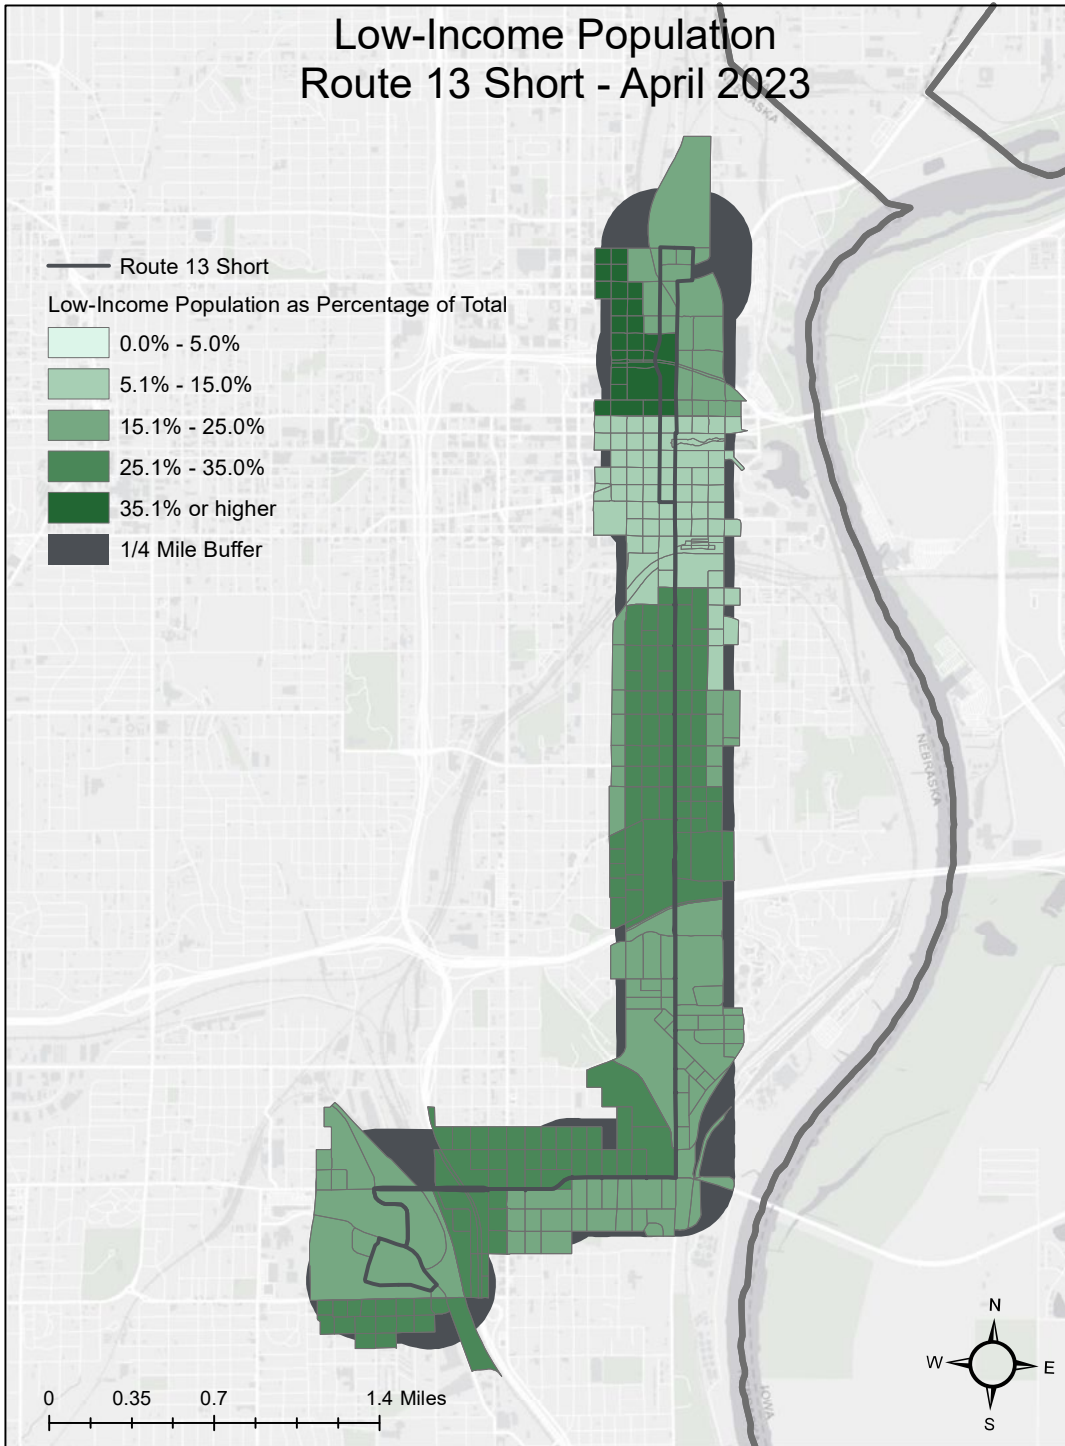 Low-Income Population
Route 13 Short - April 2023
NEBRASKA
Route 13 Short
Low-Income Population as Percentage of Total
0.0% - 5.0%
5.1% - 15.0%
15.1% - 25.0%
25.1% - 35.0%
35.1% or higher
1/4 Mile Buffer
NEBRASKA
IOWA
N
W
E
S
0 0.35 0.7 1.4 Miles
IOWA